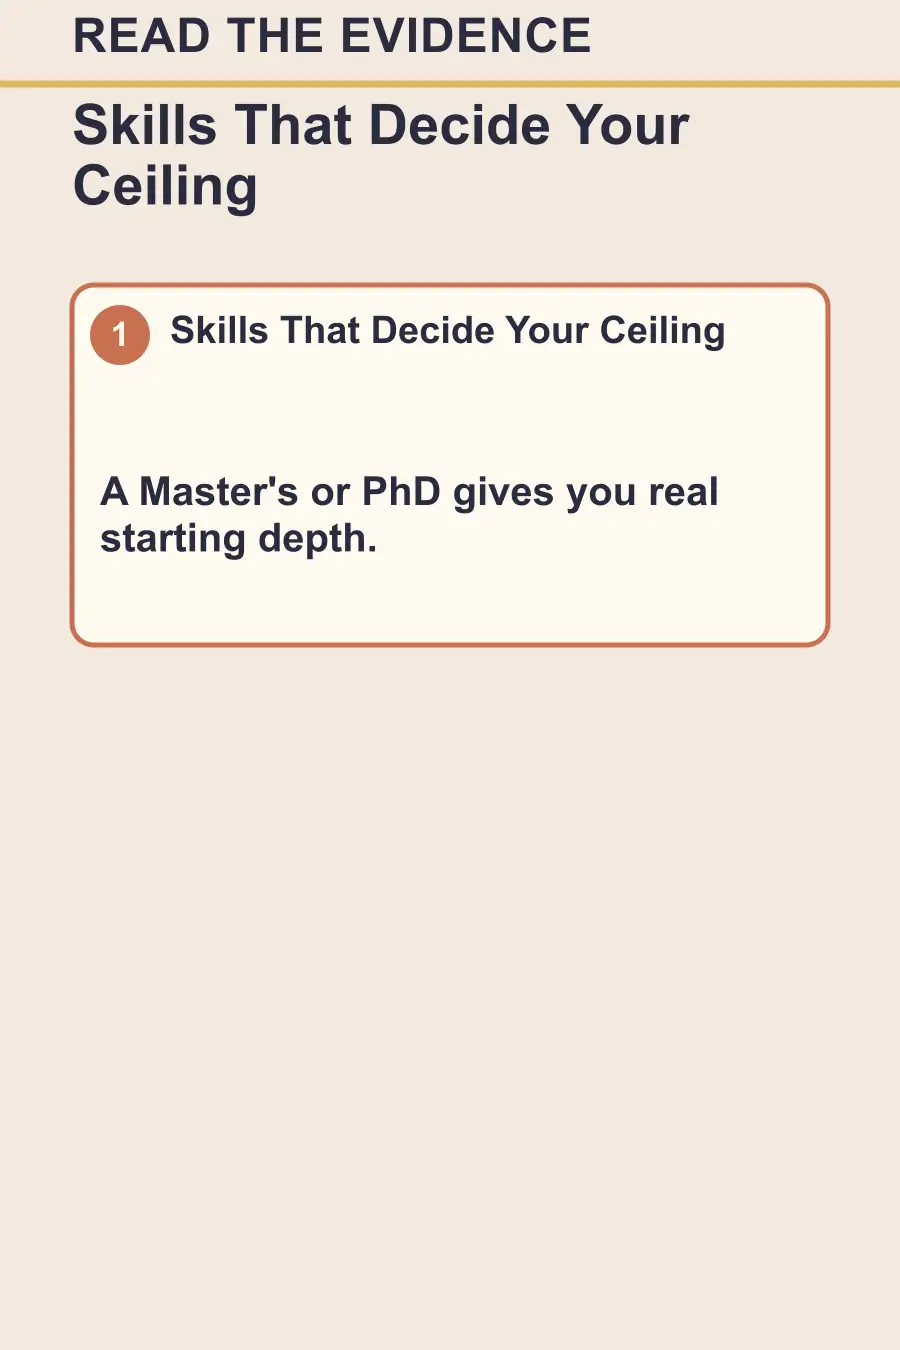 READ THE EVIDENCE
Skills That Decide Your
Ceiling
1 Skills That Decide Your Ceiling
A Master's or PhD gives you real
starting depth.